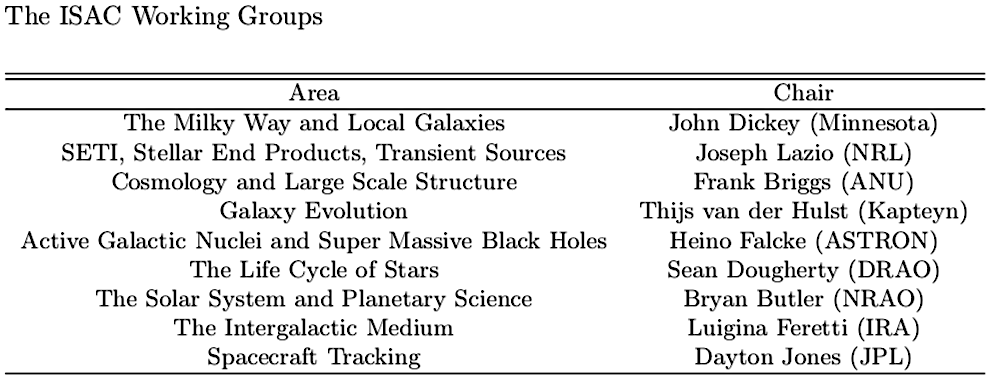 The ISAC Working Groups
Area Chair
The Milky Way and Local Galaxies John Dickey (Minnesota)
SETI, Stellar End Products, Transient Sources Joseph Lazio (NRL)
Cosmology and Large Scale Structure Frank Briggs (ANU)
Galaxy Evolution Thijs van der Hulst (Kapteyn)
Active Galactic Nuclei and Super Massive Black Holes Heino Falcke (ASTRON)
The Life Cycle of Stars Sean Dougherty (DRAO)
The Solar System and Planetary Science Bryan Butler (NRAO)
The Intergalactic Medium Luigina Feretti (IRA)
Spacecraft Tracking Dayton Jones (JPL)